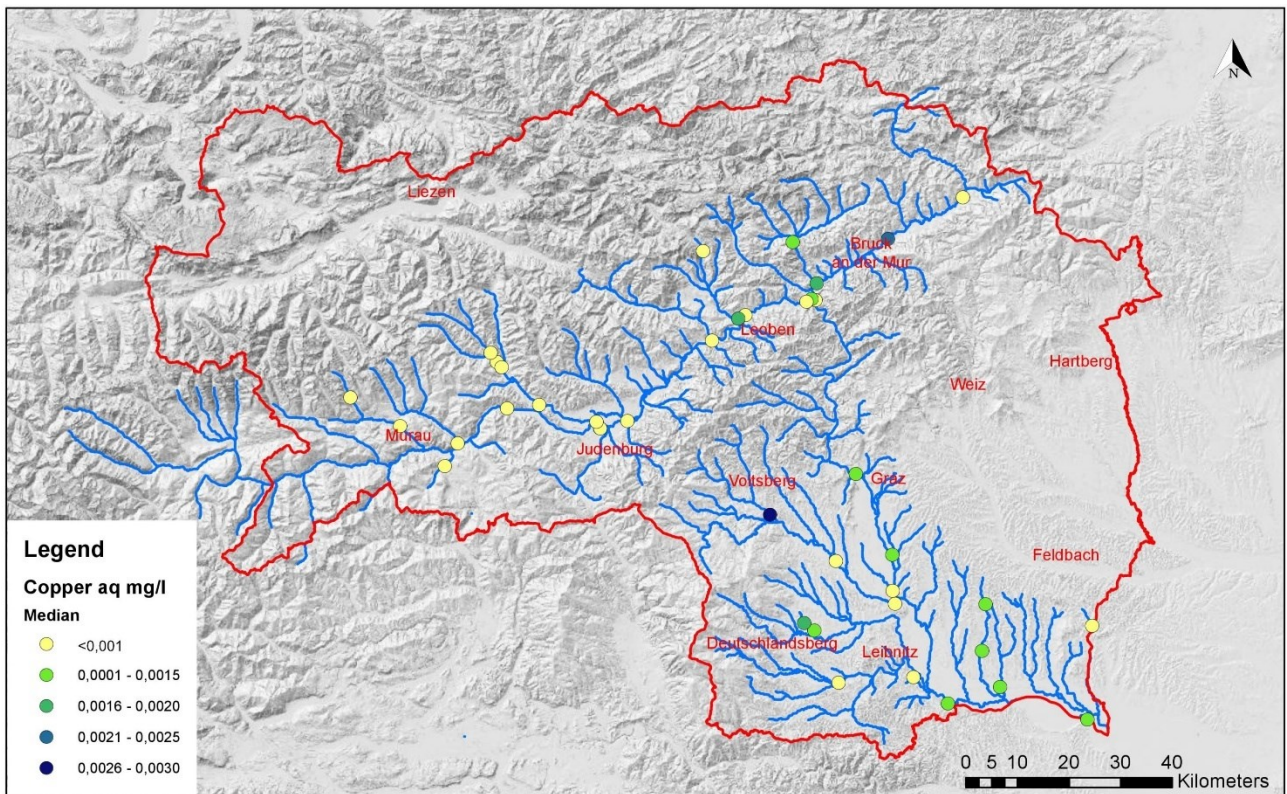 N
Liezen
Bruck
an der Mur
Leoben
Hartberg
Weiz
Murau
Judenburg
Voitsberg
Graz
Feldbach
Deutschlandsberg
Leibnitz
Legend
Copper aq mg/l
Median
<0,001
0,0001 - 0,0015
0,0016 - 0,0020
0,0021 - 0,0025
0,0026 - 0,0030
0 5 10 20 30 40
Kilometers